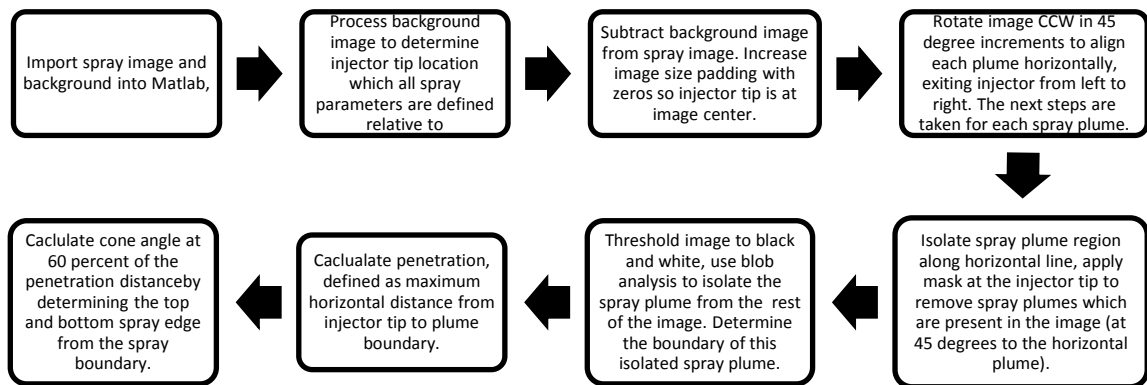 Import spray image and
background into Matlab,
Process background
image to determine
injector tip location
which all spray
parameters are defined
relative to
Subtract background image
from spray image. Increase
image size padding with
zeros so injector tip is at
image center.
Rotate image CCW in 45
degree increments to align
each plume horizontally,
exiting injector from left to
right. The next steps are
taken for each spray plume.
Isolate spray plume region
along horizontal line, apply
mask at the injector tip to
remove spray plumes which
are present in the image (at
45 degrees to the horizontal
plume).
Threshold image to black
and white, use blob
analysis to isolate the
spray plume from the rest
of the image. Determine
the boundary of this
isolated spray plume.
Caclualate penetration,
defined as maximum
horizontal distance from
injector tip to plume
boundary.
Caclulate cone angle at
60 percent of the
penetration distanceby
determining the top
and bottom spray edge
from the spray
boundary.